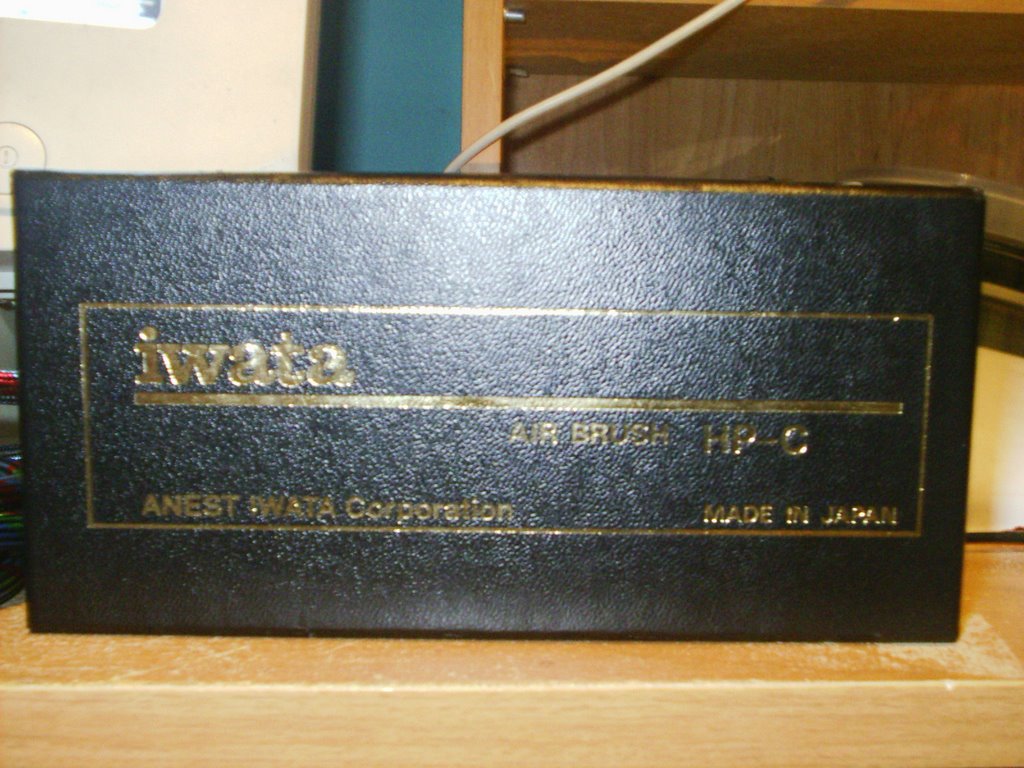 iwata
AIR BRUSH HP-C
ANEST IWATA Corporation MADE IN JAPAN